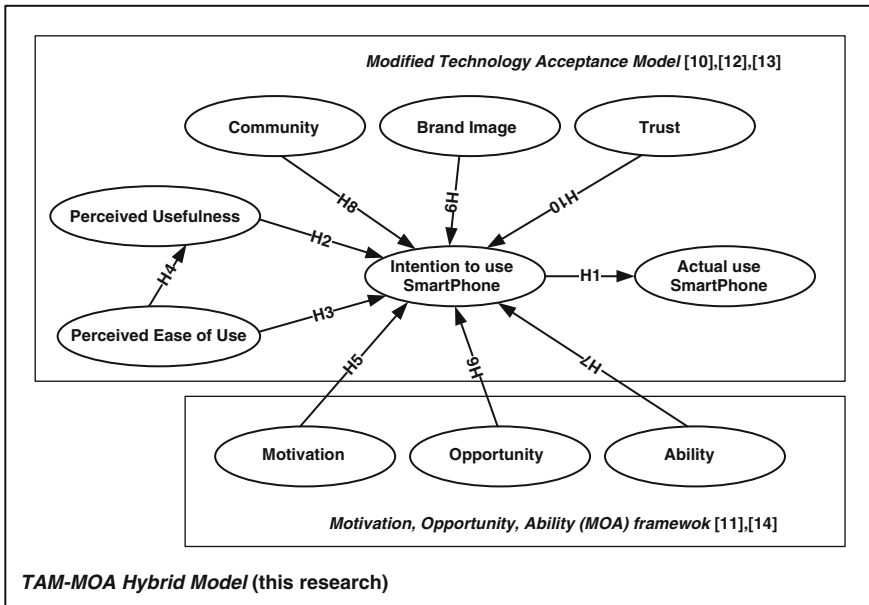 Modified Technology Acceptance Model [10],[12],[13]
Community
Brand Image
Trust
H8
H9
H10
Perceived Usefulness
H2
Intention to use
SmartPhone
H1
Actual use
SmartPhone
H4
Perceived Ease of Use
H3
H5
H6
H7
Motivation
Opportunity
Ability
Motivation, Opportunity, Ability (MOA) framewok [11],[14]
TAM-MOA Hybrid Model (this research)